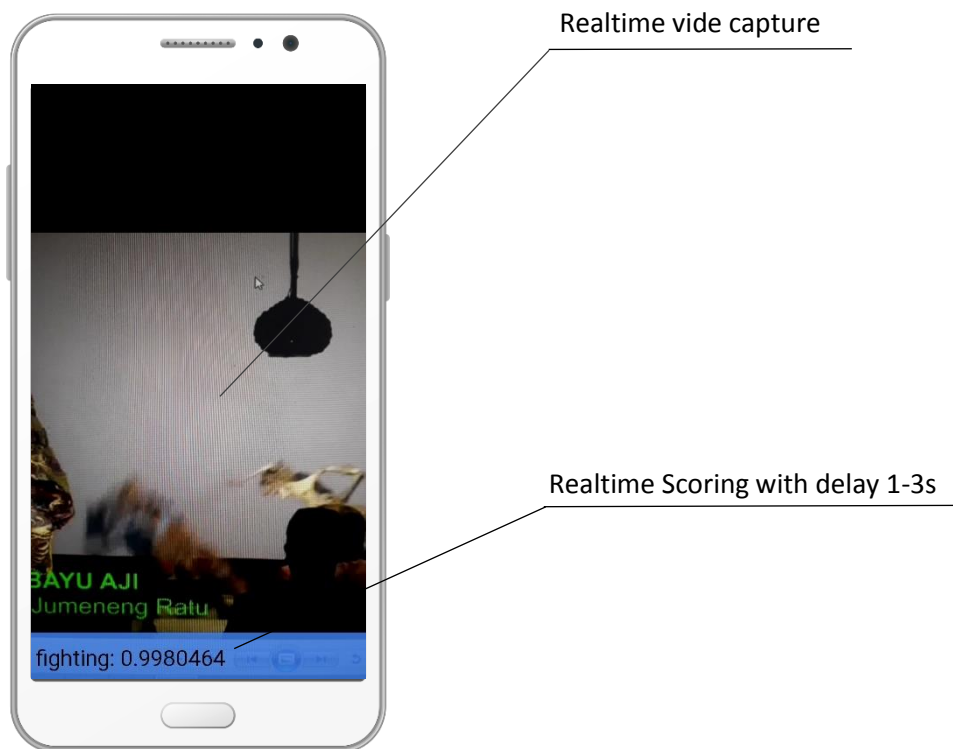 Realtime vide capture
Realtime Scoring with delay 1-3s
BAYU AJI
Jumeneng Ratu
fighting: 0.9980464